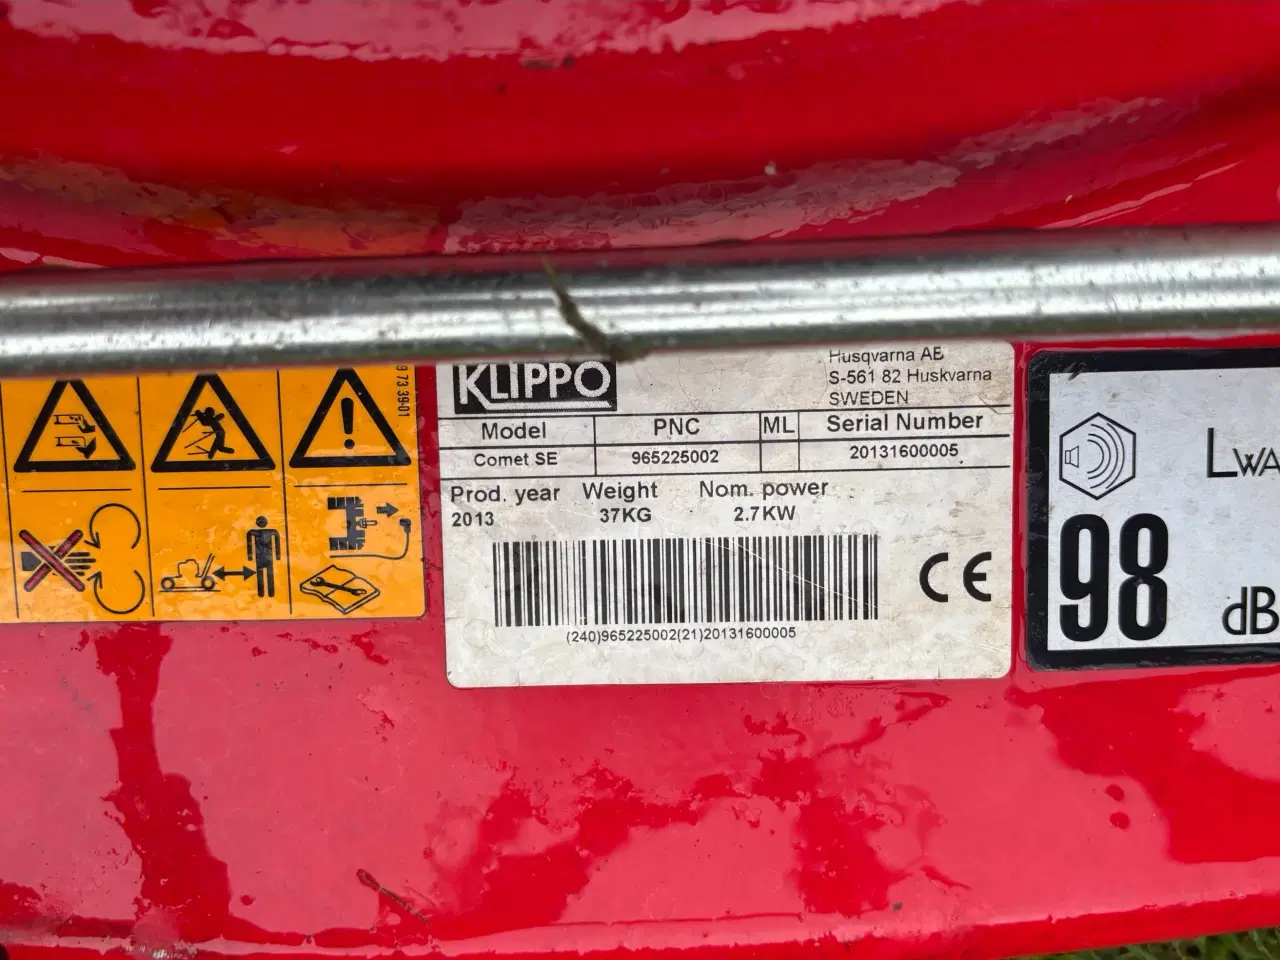 9 73 39-01
KLIPPO
Husqvarna AB
S-561 82 Huskvarna
SWEDEN
Model PNC ML Serial Number
Comet SE 965225002 20131600005
Prod. year Weight Nom. power
2013 37KG 2.7KW
(240)965225002(21)20131600005
CE
LWA
98
dB